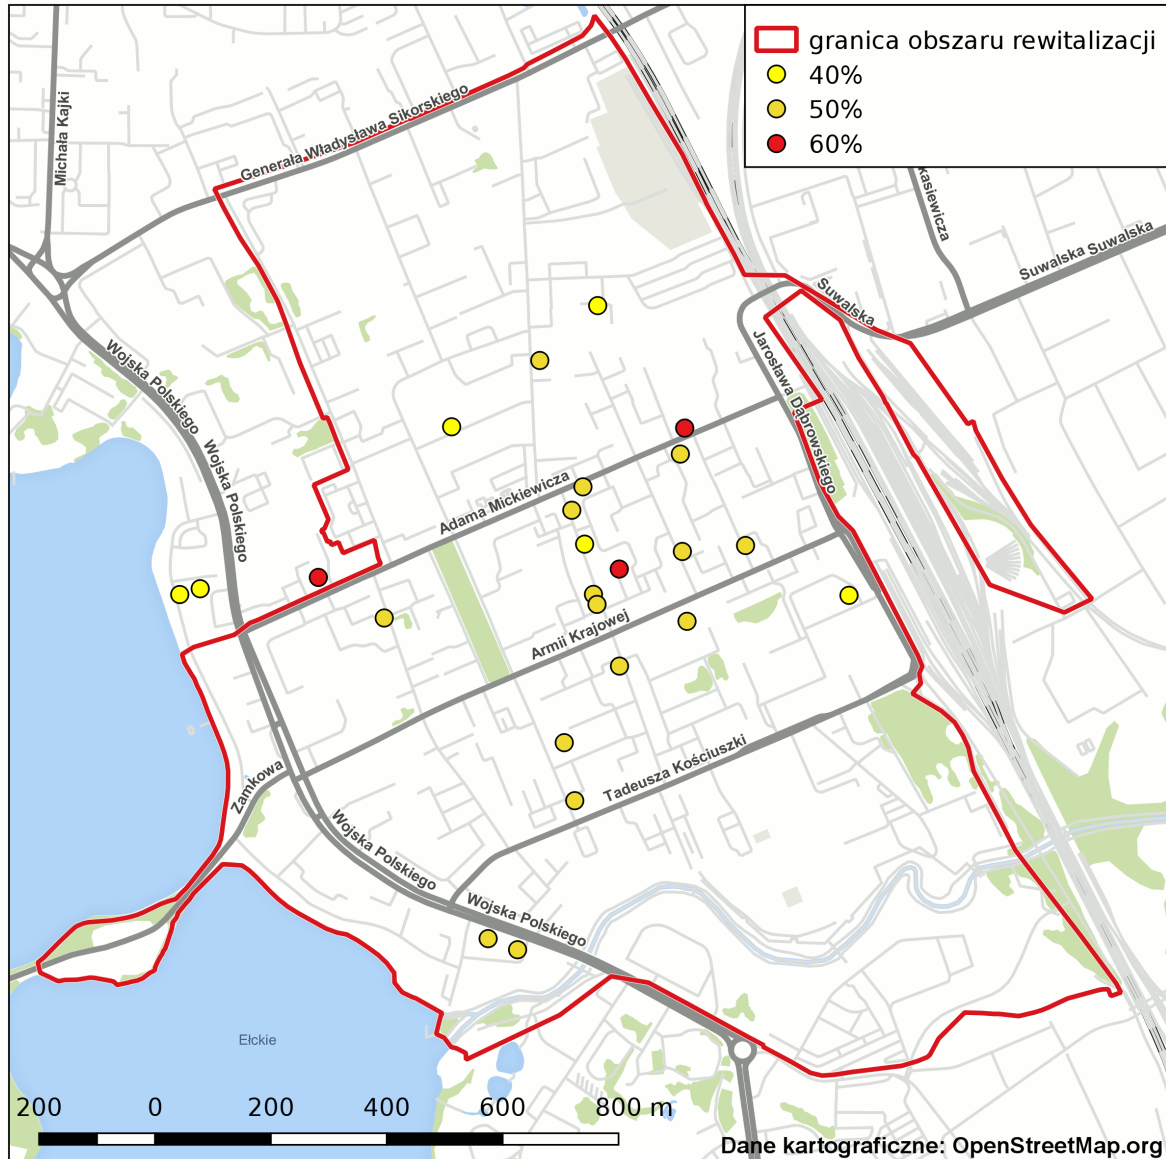 granica obszaru rewitalizacji
40%
50%
60%
Michała Kajki
Generała Władysława Sikorskiego
kasiewicza
Suwalska
Suwalska
Suwalska
Wojska Polskiego
Jarosława Dąbrowskiego
Wojska Polskiego
Adama Mickiewicza
Armii Krajowej
Zamkowa
Tadeusza Kościuszki
Wojska Polskiego
Wojska Polskiego
Ełckie
200 0 200 400 600 800 m
Dane kartograficzne: OpenStreetMap.org